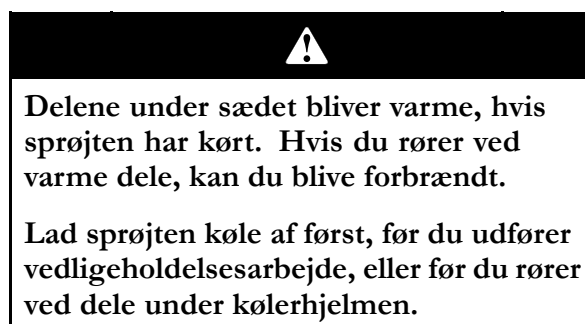 Delene under sædet bliver varme, hvis
sprøjten har kørt.  Hvis du rører ved
varme dele, kan du blive forbrændt.
Lad sprøjten køle af først, før du udfører
vedligeholdelsesarbejde, eller før du rører
ved dele under kølerhjelmen.